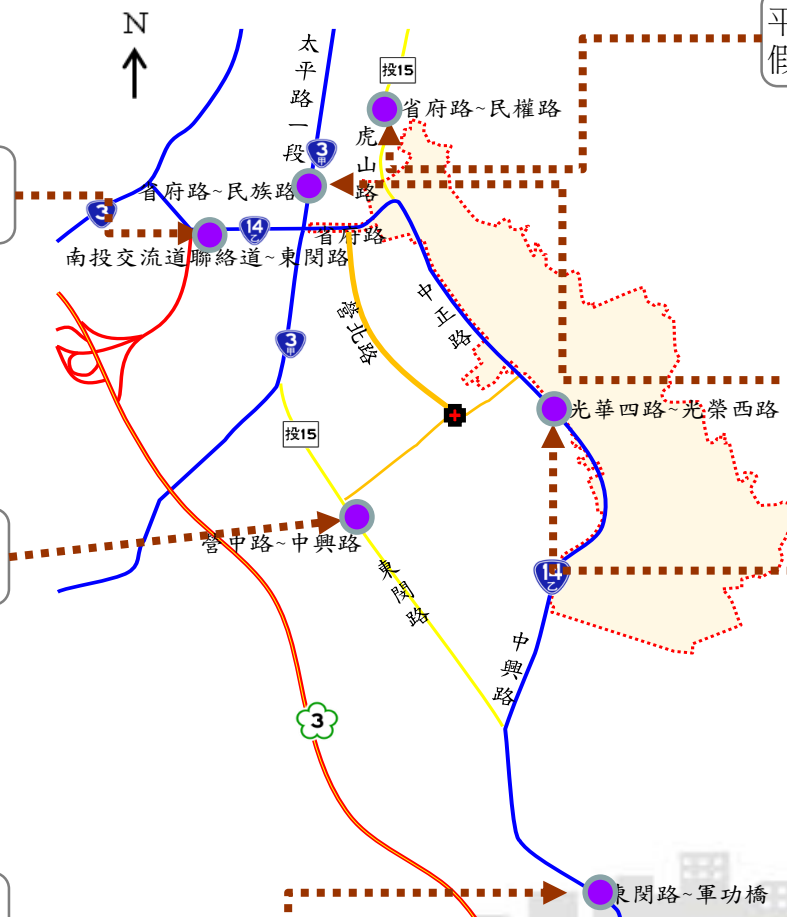 N
平
假
太平路一段
投15
省府路~民權路
虎山路
3甲
省府路~民族路
3
14乙
省府路
南投交流道聯絡道~東閔路
中正路
營北路
3甲
光華四路~光榮西路
投15
營中路~中興路
東閔路
14乙
中興路
3
東閔路~軍功橋